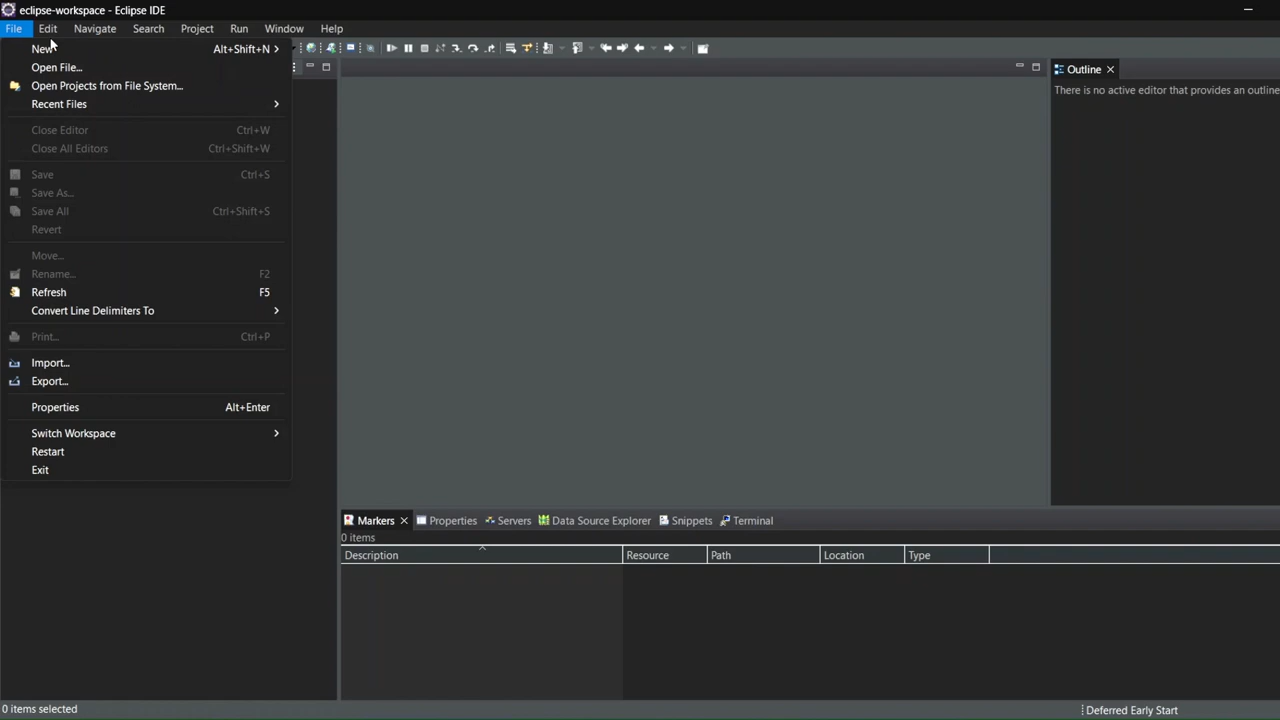 eclipse-workspace - Eclipse IDE
File Edit Navigate Search Project Run Window Help
New Alt+Shift+N
Open File...
Open Projects from File System...
Recent Files
Close Editor Ctrl+W
Close All Editors Ctrl+Shift+W
Save Ctrl+S
Save As...
Save All Ctrl+Shift+S
Revert
Move...
Rename... F2
Refresh F5
Convert Line Delimiters To
Print... Ctrl+P
Import...
Export...
Properties Alt+Enter
Switch Workspace
Restart
Exit
Outline
There is no active editor that provides an outline
Markers Properties Servers Data Source Explorer Snippets Terminal
0 items
Description Resource Path Location Type
0 items selected
Deferred Early Start